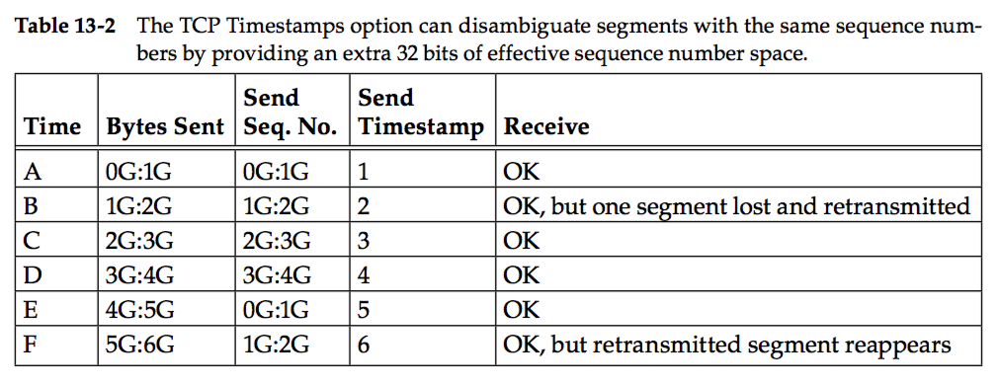 Table 13-2 The TCP Timestamps option can disambiguate segments with the same sequence num-
bers by providing an extra 32 bits of effective sequence number space.
Time Bytes Sent Send Seq. No. Send Timestamp Receive
A 0G:1G 0G:1G 1 OK
B 1G:2G 1G:2G 2 OK, but one segment lost and retransmitted
C 2G:3G 2G:3G 3 OK
D 3G:4G 3G:4G 4 OK
E 4G:5G 0G:1G 5 OK
F 5G:6G 1G:2G 6 OK, but retransmitted segment reappears